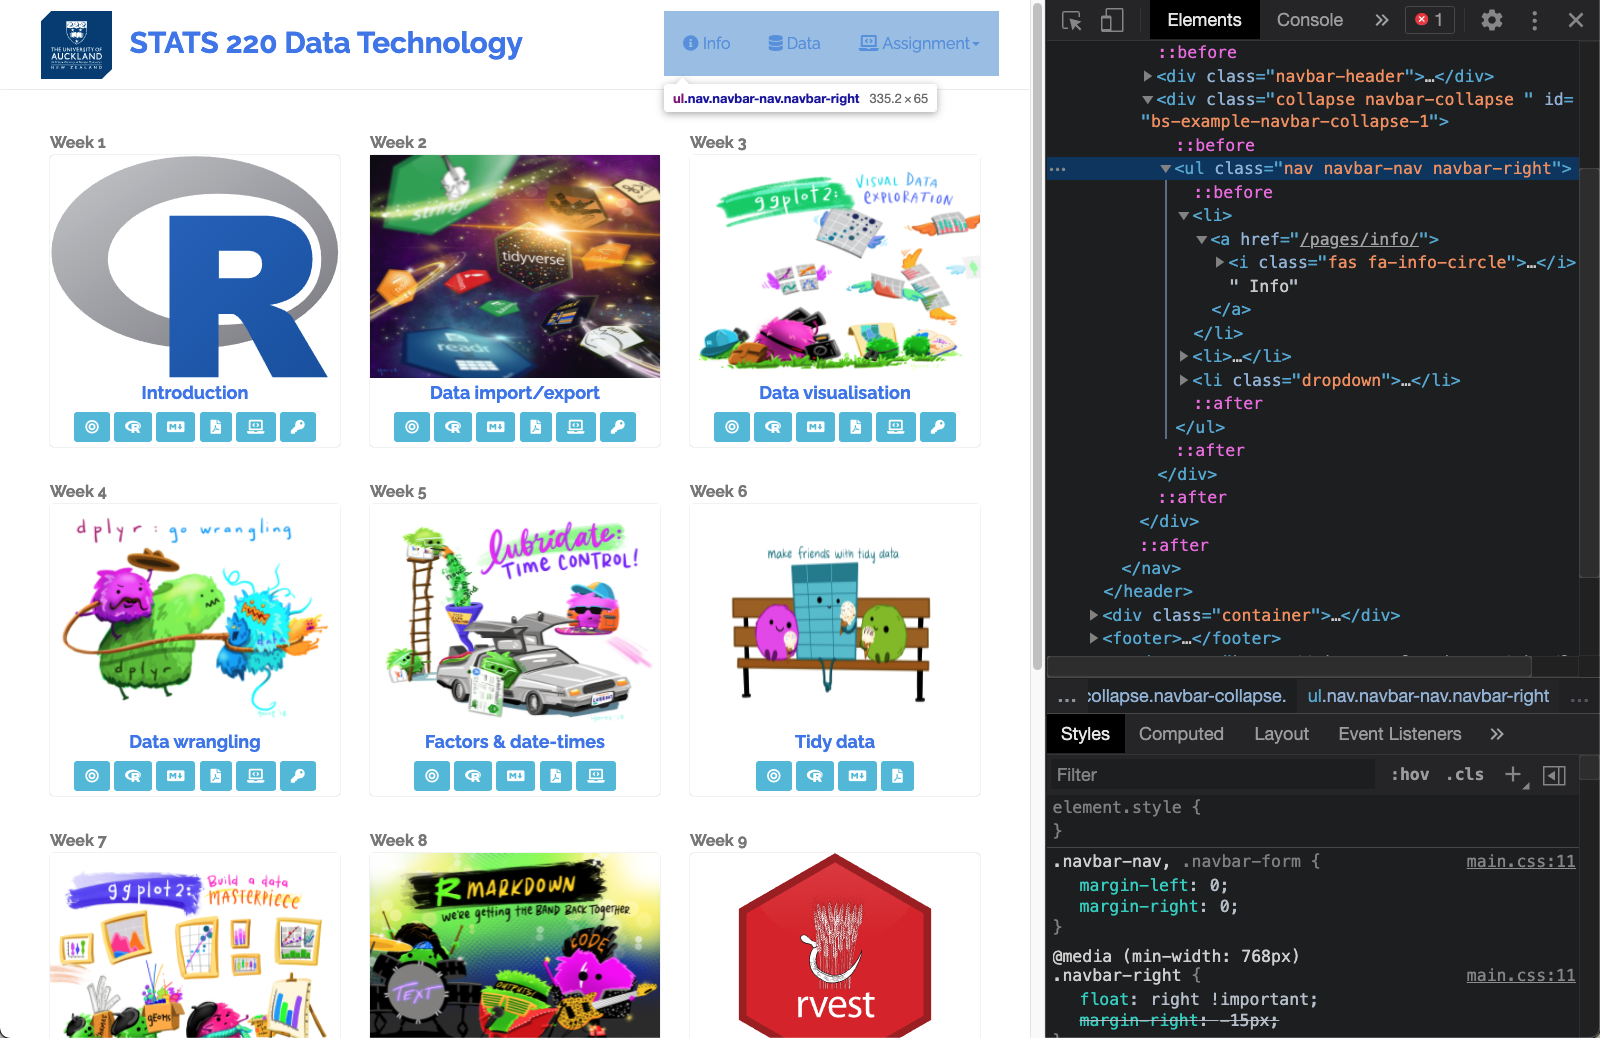 THE UNIVERSITY OF
AUCKLAND
NEW ZEALAND
STATS 220 Data Technology
Info
Data
Assignment
ul.nav.navbar-nav.navbar-right 335.2 × 65
Week 1
Introduction
Week 2
stringr
tidyverse
readr
Data import/export
Week 3
ggplot2:
VISUAL DATA
EXPLORATION
Data visualisation
Week 4
dplyr: go wrangling
dplyr
Data wrangling
Week 5
lubridate:
TIME CONTROL!
Factors & date-times
Week 6
make friends with tidy data.
Tidy data
Week 7
ggplot2:
Build a data
MASTERPIECE
GEOMS
Week 8
R MARKDOWN
we're getting the BAND BACK together.
CODE
TEXT
OUTPUTS
Week 9
rvest
Elements
Console
»
1
::before
<div class="navbar-header">…</div>
<div class="collapse navbar-collapse " id=
"bs-example-navbar-collapse-1">
::before
<ul class="nav navbar-nav navbar-right">
::before
<li>
<a href="/pages/info/">
<i class="fas fa-info-circle">…</i>
" Info"
</a>
</li>
<li>…</li>
<li class="dropdown">…</li>
::after
</ul>
::after
</div>
::after
</div>
::after
</nav>
</header>
<div class="container">…</div>
<footer>…</footer>
… collapse.navbar-collapse. ul.nav.navbar-nav.navbar-right …
Styles Computed Layout Event Listeners »
Filter :hov .cls +
element.style {
}
.navbar-nav, .navbar-form { main.css:11
margin-left: 0;
margin-right: 0;
}
@media (min-width: 768px)
.navbar-right { main.css:11
float: right !important;
margin-right: -15px;